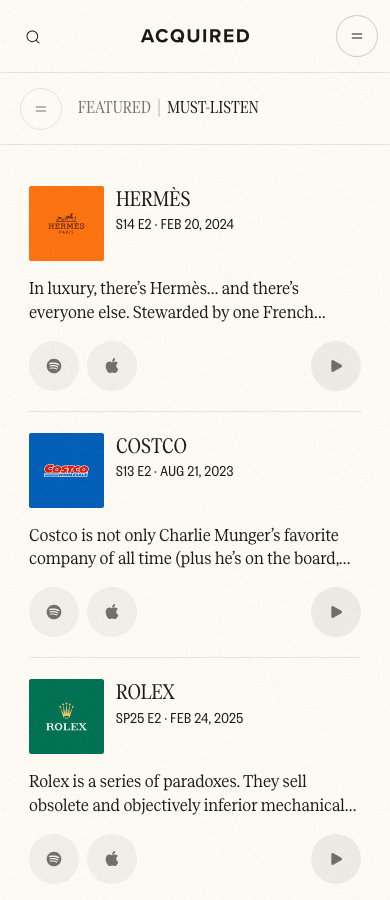 ACQUIRED
FEATURED | MUST-LISTEN
HERMÈS
PARIS
HERMÈS
S14 E2 · FEB 20, 2024
In luxury, there’s Hermès... and there’s
everyone else. Stewarded by one French...
COSTCO
WHOLESALE
COSTCO
S13 E2 · AUG 21, 2023
Costco is not only Charlie Munger’s favorite
company of all time (plus he’s on the board,...
ROLEX
ROLEX
SP25 E2 · FEB 24, 2025
Rolex is a series of paradoxes. They sell
obsolete and objectively inferior mechanical...